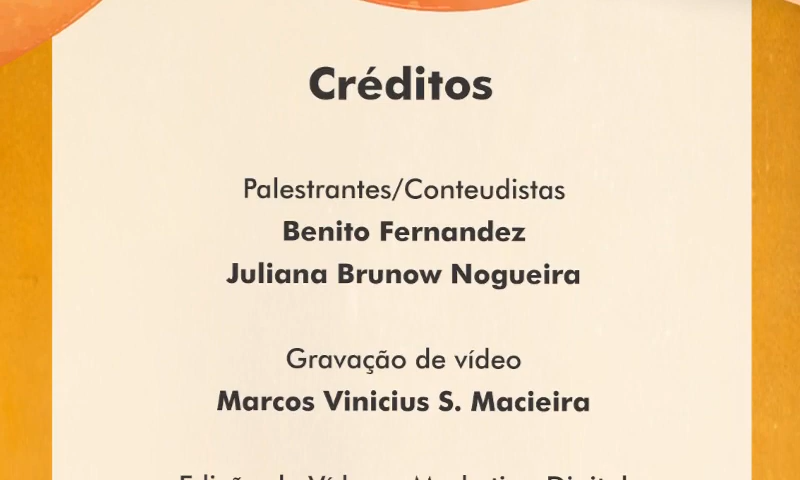 Créditos
Palestrantes/Conteudistas
Benito Fernandez
Juliana Brunow Nogueira
Gravação de vídeo
Marcos Vinicius S. Macieira